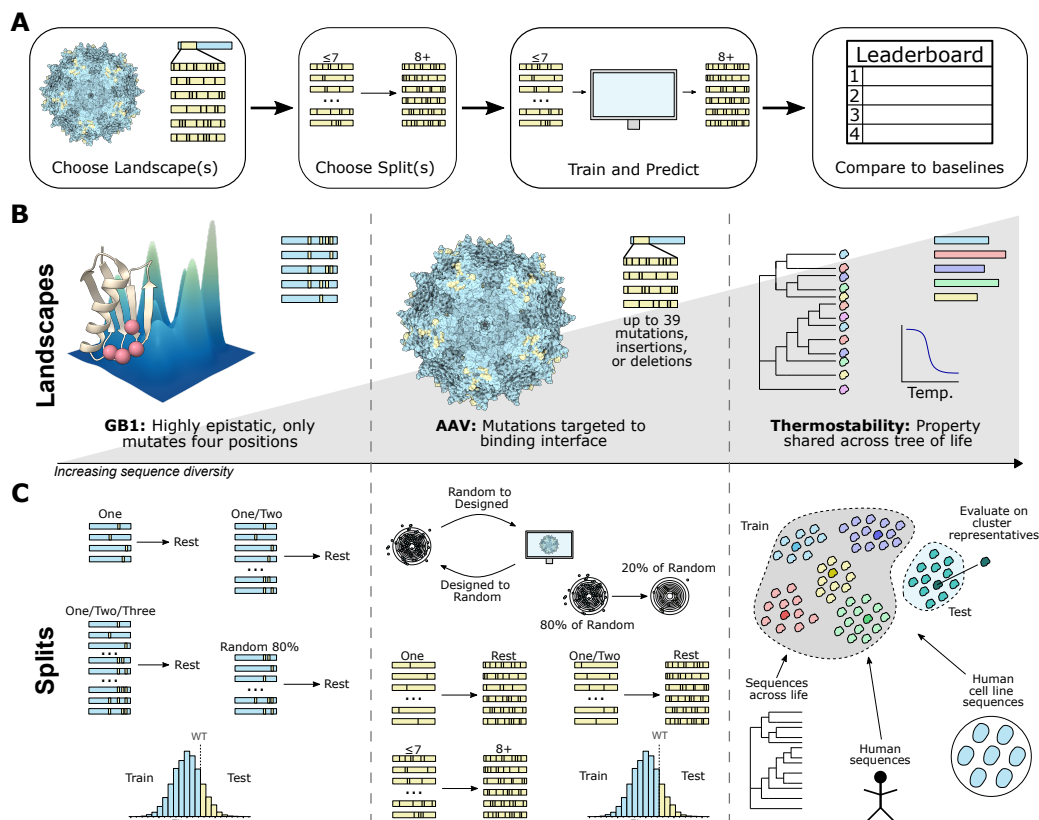 A
≤7
8+
≤7
8+
Leaderboard
1
2
3
4
Choose Landscape(s)
Choose Split(s)
Train and Predict
Compare to baselines
B
Landscapes
up to 39
mutations,
insertions,
or deletions
Temp.
GB1: Highly epistatic, only
mutates four positions
AAV: Mutations targeted to
binding interface
Thermostability: Property
shared across tree of life
Increasing sequence diversity
C
Splits
One
Rest
One/Two
Rest
One/Two/Three
Rest
Random 80%
Rest
WT
Train
Test
Random to
Designed
Designed to
Random
20% of Random
80% of Random
One
Rest
One/Two
Rest
≤7
8+
WT
Train
Test
Train
Evaluate on
cluster
representatives
Test
Sequences
across life
Human
sequences
Human
cell line
sequences